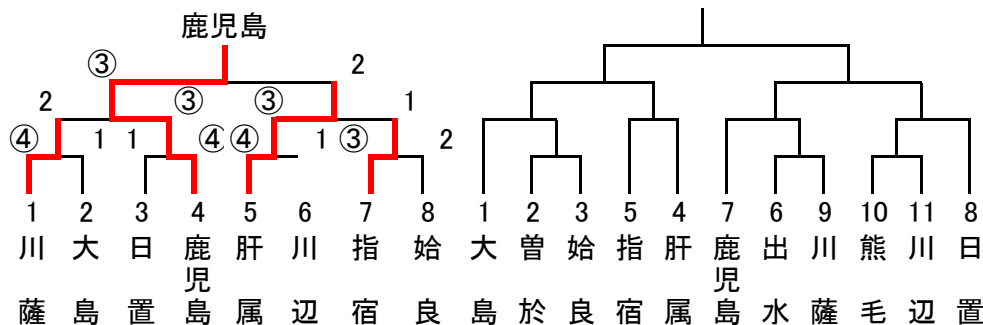 鹿児島
③ 2
2 ③ ③ 1
④ 1 1 ④ ④ 1 ③ 2
1 2 3 4 5 6 7 8 1 2 3 5 4 7 6 9 10 11 8
川薩
大島
日置
鹿児島
肝属
川辺
指宿
姶良
大島
曽於
姶良
指宿
肝属
鹿児島
出水
川薩
熊毛
川辺
日置